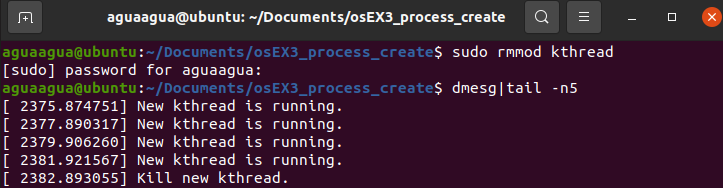 aguaagua@ubuntu: ~/Documents/osEX3_process_create
aguaagua@ubuntu:~/Documents/osEX3_process_create$ sudo rmmod kthread
[sudo] password for aguaagua:
aguaagua@ubuntu:~/Documents/osEX3_process_create$ dmesg|tail -n5
[ 2375.874751] New kthread is running.
[ 2377.890317] New kthread is running.
[ 2379.906260] New kthread is running.
[ 2381.921567] New kthread is running.
[ 2382.893055] Kill new kthread.